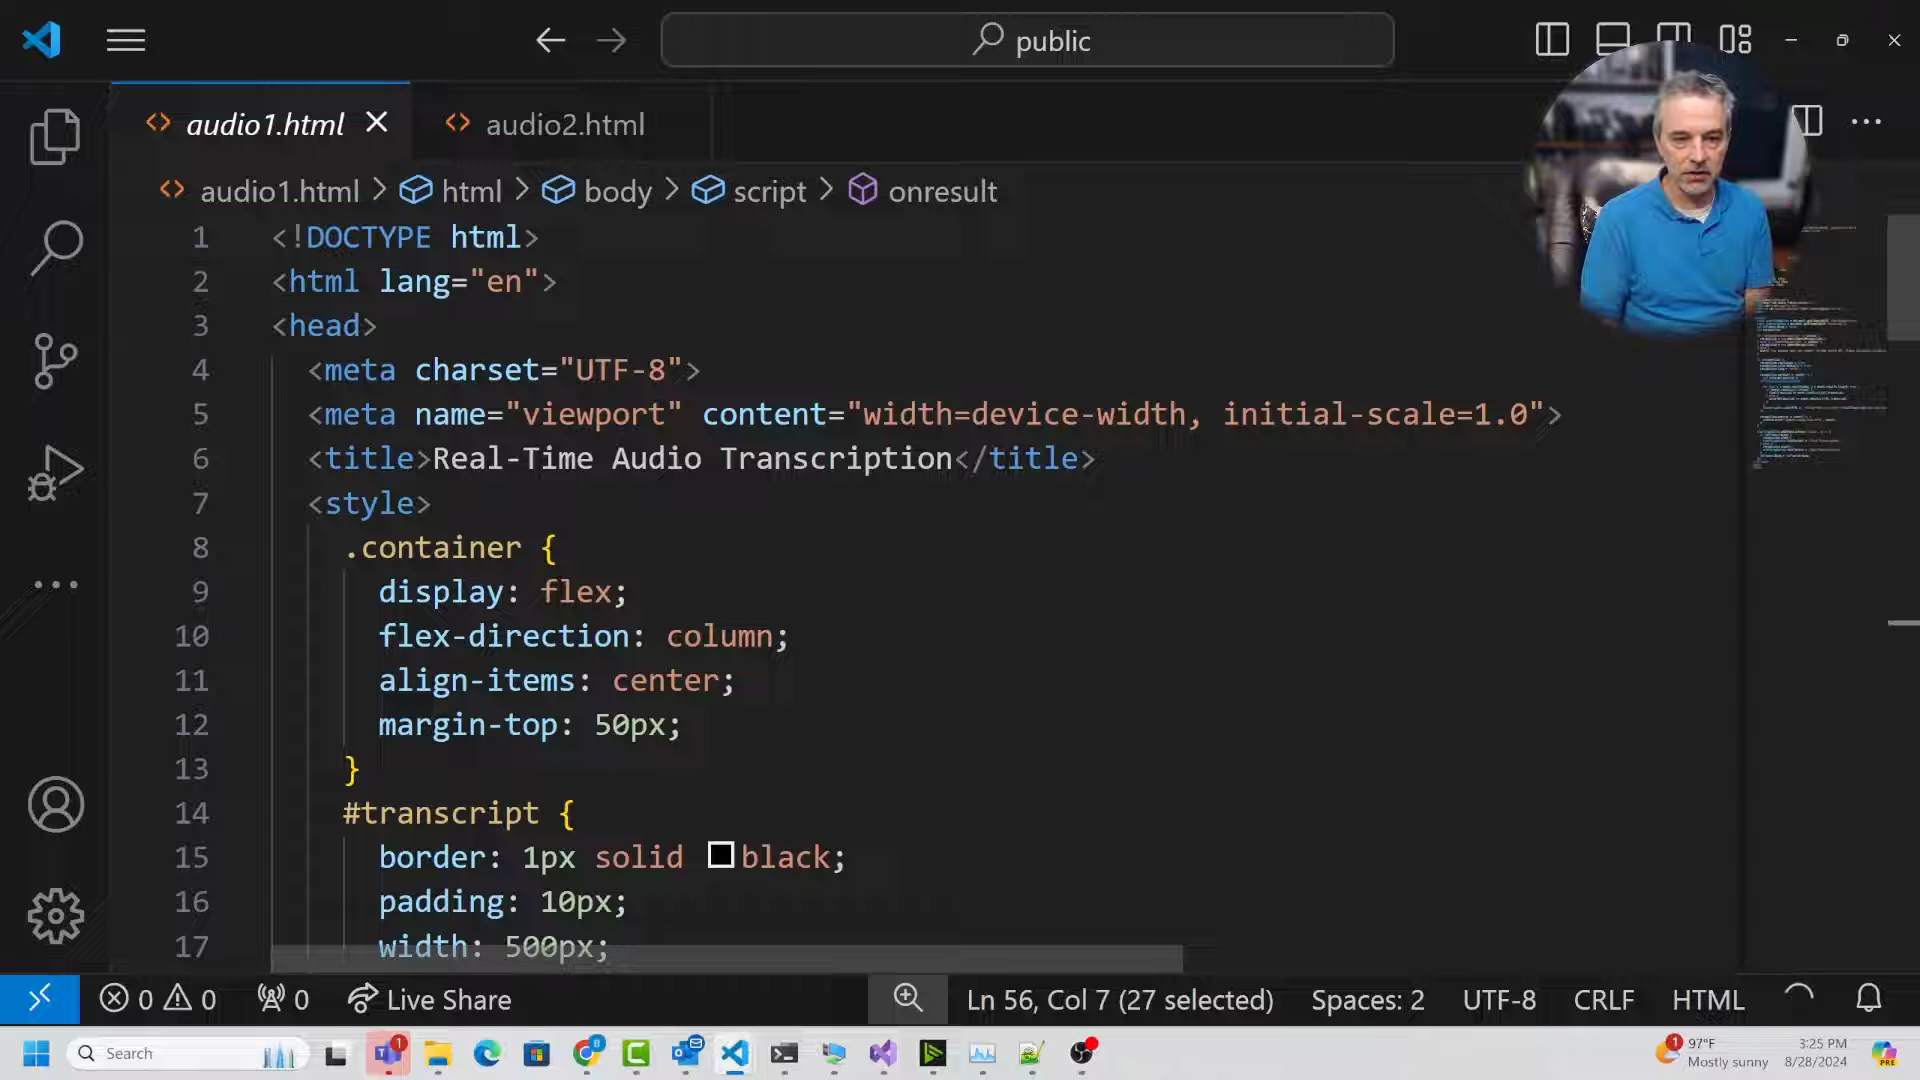 public
audio1.html
audio2.html
audio1.html > html > body > script > onresult
1 <!DOCTYPE html>
2 <html lang="en">
3 <head>
4 <meta charset="UTF-8">
5 <meta name="viewport" content="width=device-width, initial-scale=1.0">
6 <title>Real-Time Audio Transcription</title>
7 <style>
8 .container {
9 display: flex;
10 flex-direction: column;
11 align-items: center;
12 margin-top: 50px;
13 }
14 #transcript {
15 border: 1px solid black;
16 padding: 10px;
17 width: 500px;
0 0 0 Live Share Ln 56, Col 7 (27 selected) Spaces: 2 UTF-8 CRLF HTML
Search 1 1 97°F 3:25 PM
Mostly sunny 8/28/2024 PRE